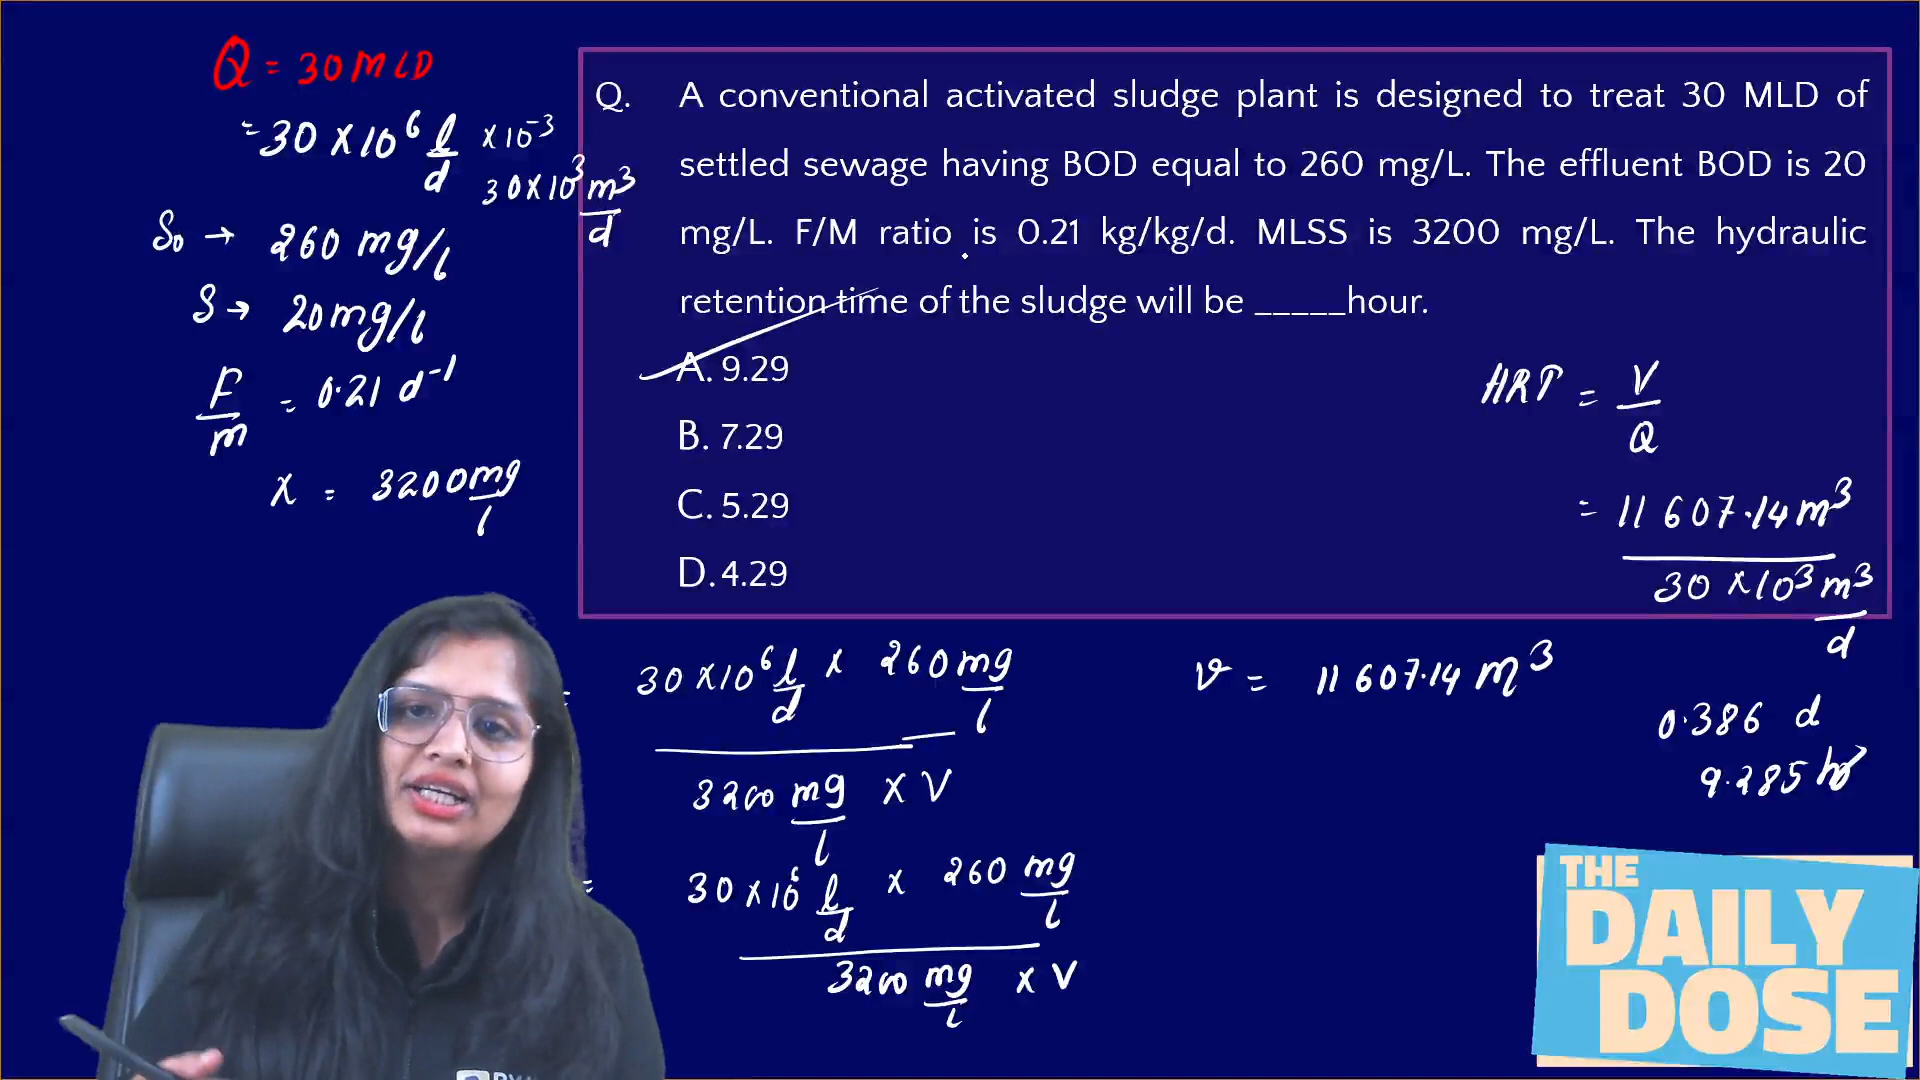 Q = 30 MLD
= 30 × 10⁶ l/d × 10⁻³
30 × 10³ m³/d
S₀ → 260 mg/l
S → 20 mg/l
F/m = 0.21 d⁻¹
X = 3200 mg/l
Q. A conventional activated sludge plant is designed to treat 30 MLD of
settled sewage having BOD equal to 260 mg/L. The effluent BOD is 20
mg/L. F/M ratio is 0.21 kg/kg/d. MLSS is 3200 mg/L. The hydraulic
retention time of the sludge will be _____hour.
A. 9.29
B. 7.29
C. 5.29
D. 4.29
HRT = V/Q
= 11607.14 m³ / 30 × 10³ m³/d
0.386 d
9.285 hr
= 30 × 10⁶ l/d × 260 mg/l
3200 mg/l × V
V = 11607.14 m³
= 30 × 10⁶ l/d × 260 mg/l
3200 mg/l × V
THE
DAILY
DOSE